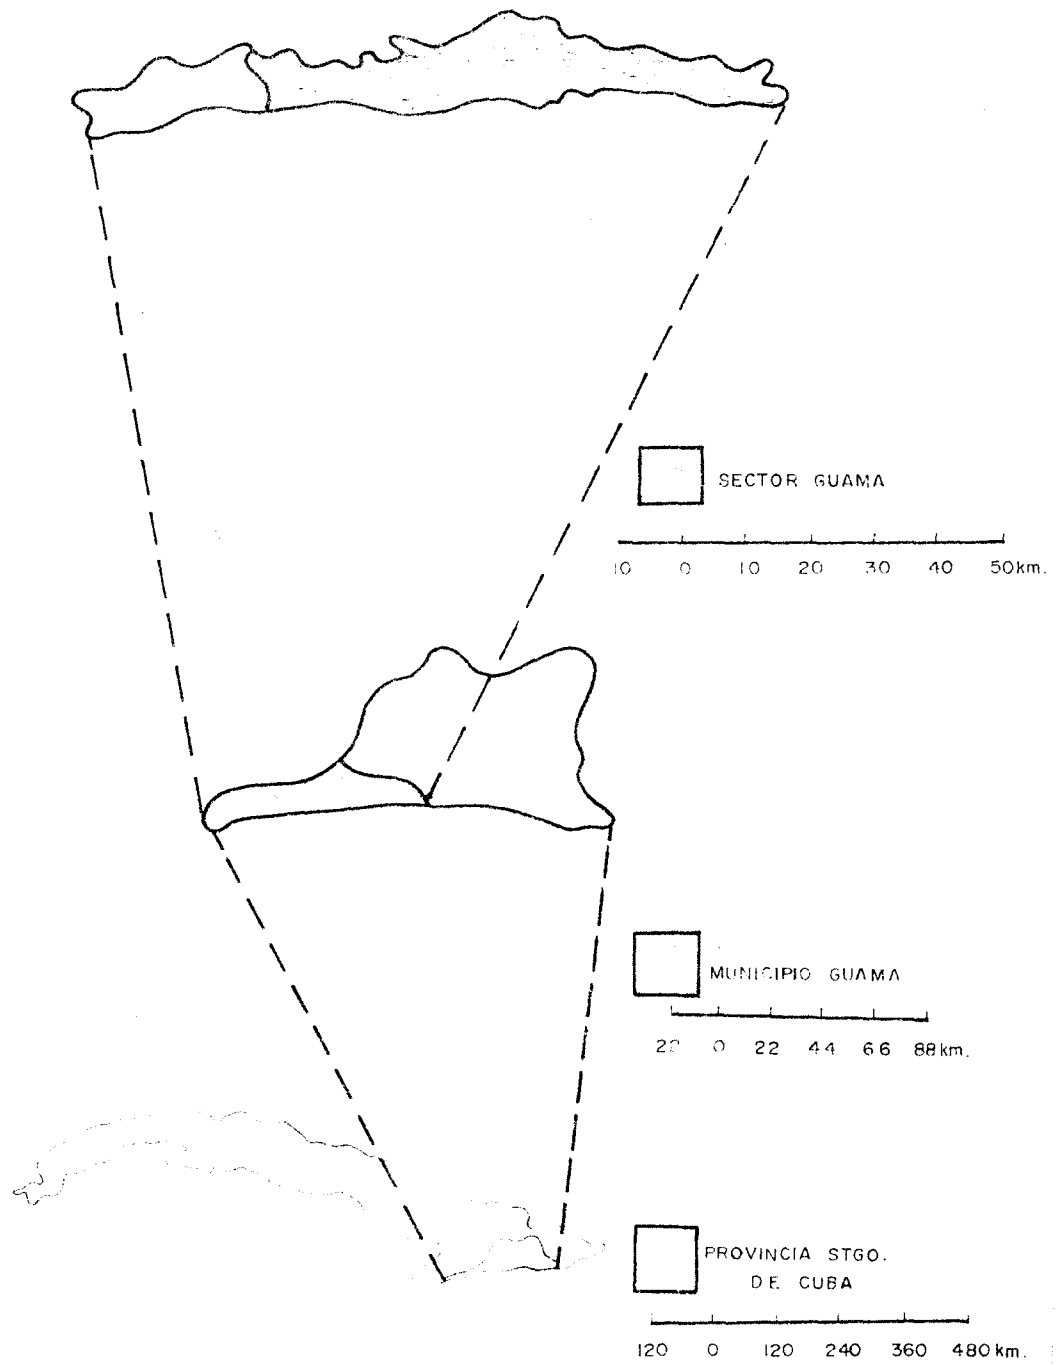 SECTOR GUAMA
10 0 10 20 30 40 50km.
MUNICIPIO GUAMA
22 0 22 44 66 88km.
PROVINCIA STGO.
DE CUBA
120 0 120 240 360 480km.